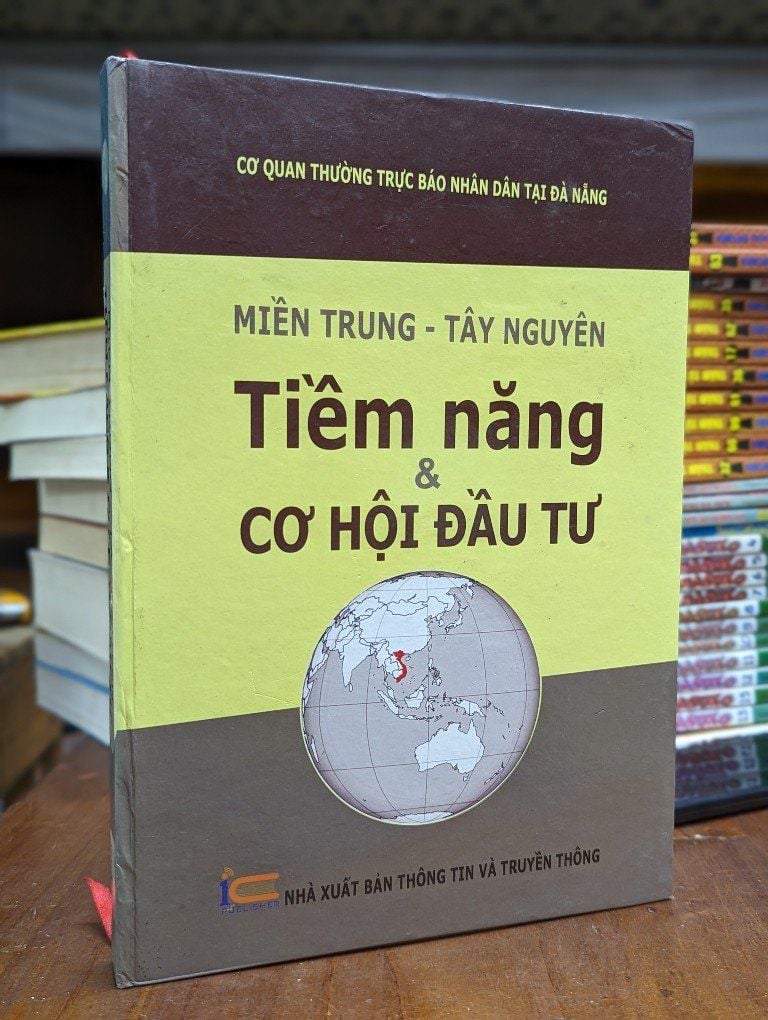 CƠ QUAN THƯỜNG TRỰC BÁO NHÂN DÂN TẠI ĐÀ NẴNG
MIỀN TRUNG - TÂY NGUYÊN
Tiềm năng
&
CƠ HỘI ĐẦU TƯ
NHÀ XUẤT BẢN THÔNG TIN VÀ TRUYỀN THÔNG
PUBLISHER